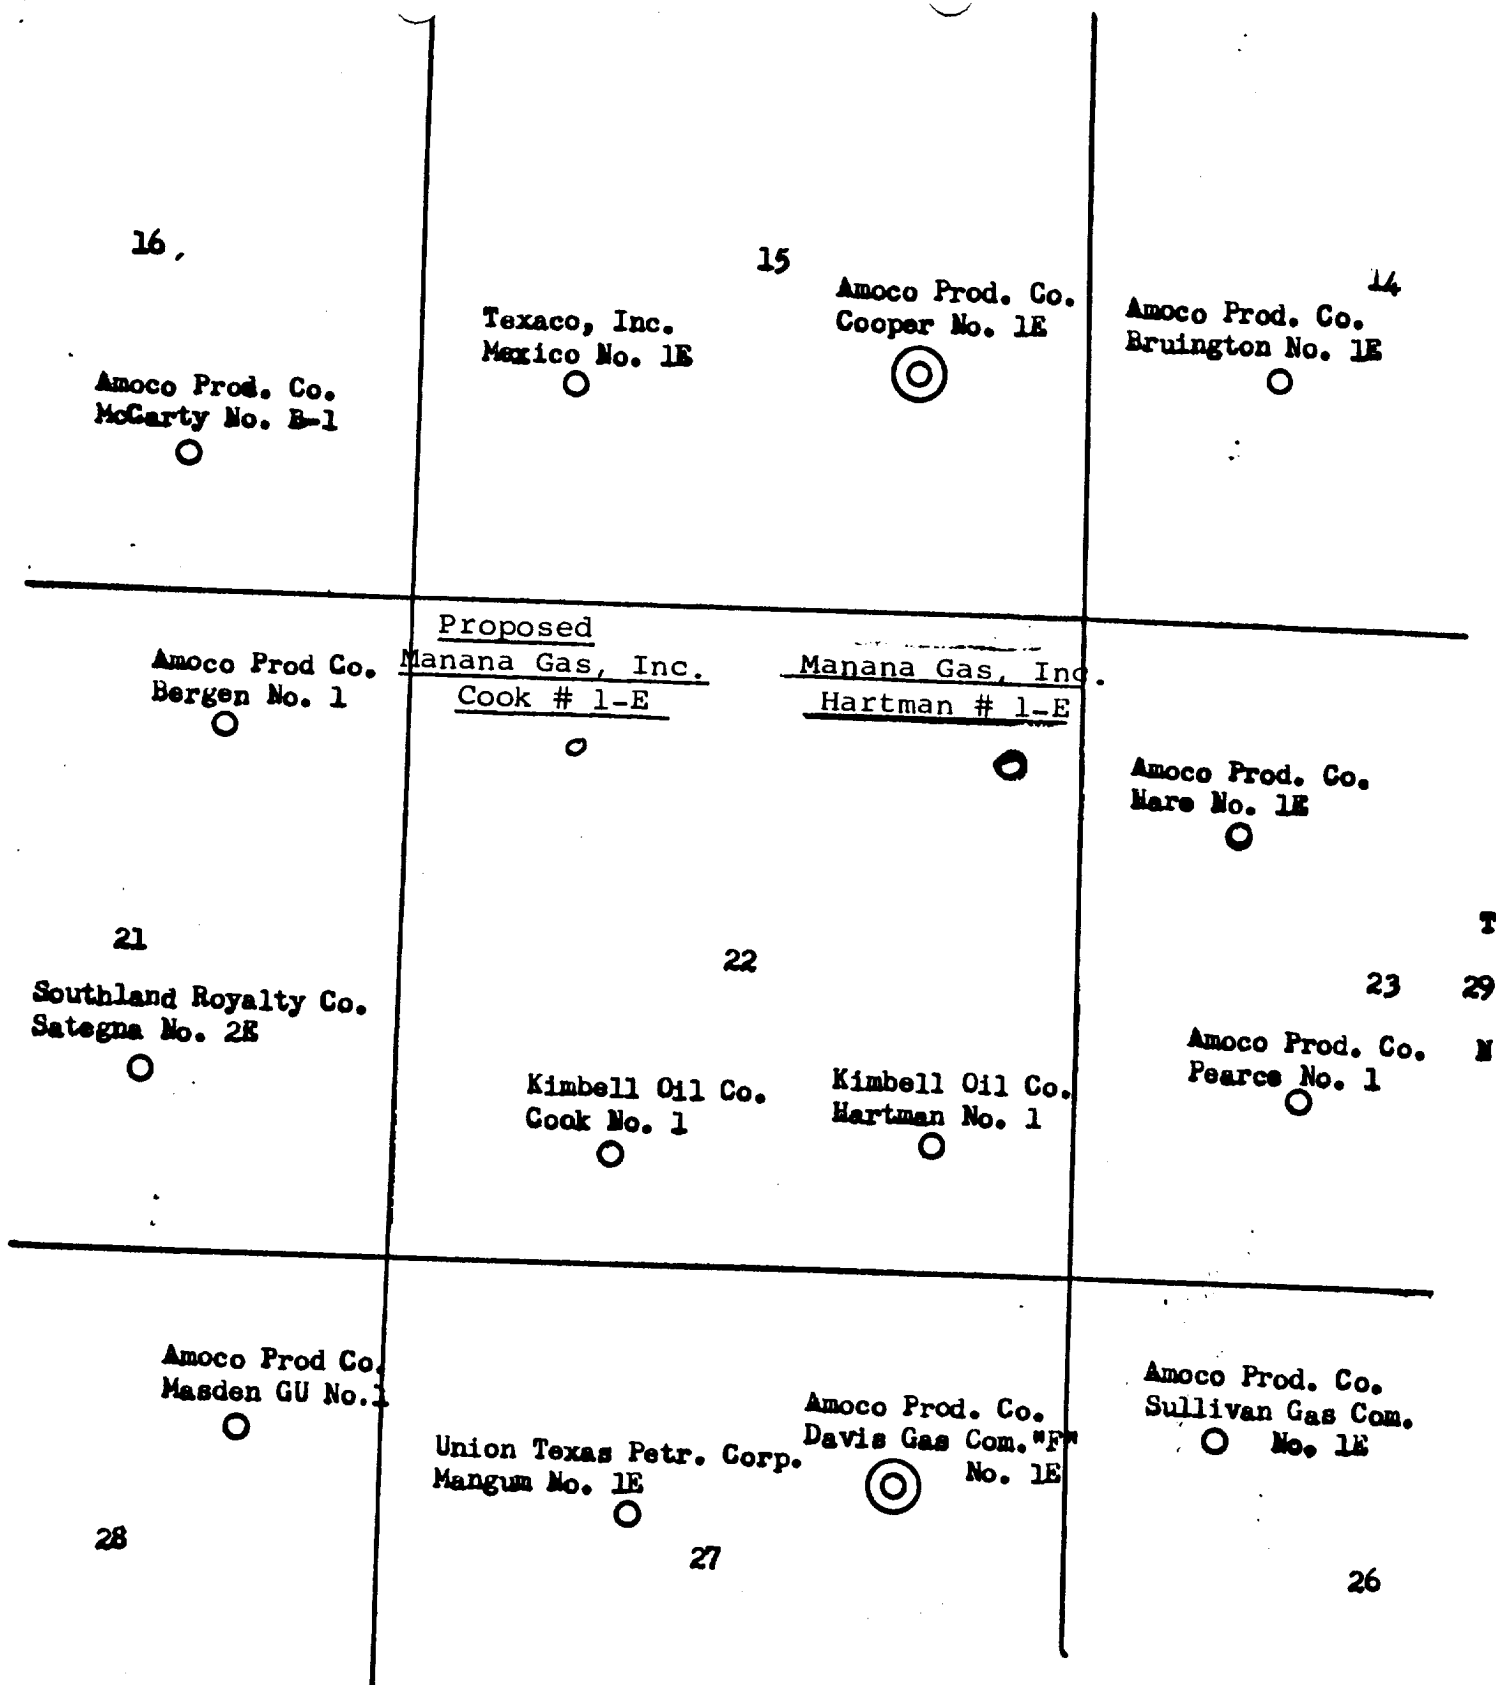 16
15
14
Texaco, Inc.
Mexico No. 1E
Amoco Prod. Co.
Cooper No. 1E
Amoco Prod. Co.
Bruington No. 1E
Amoco Prod. Co.
McCarty No. B-1
Proposed
Manana Gas, Inc.
Cook # 1-E
Manana Gas, Inc.
Hartman # 1-E
Amoco Prod Co.
Bergen No. 1
Amoco Prod. Co.
Hare No. 1E
21
22
23
T
29
N
Southland Royalty Co.
Sategna No. 2E
Kimbell Oil Co.
Cook No. 1
Kimbell Oil Co.
Hartman No. 1
Amoco Prod. Co.
Pearce No. 1
Amoco Prod Co.
Masden GU No.1
Union Texas Petr. Corp.
Mangum No. 1E
Amoco Prod. Co.
Davis Gas Com."F"
No. 1E
Amoco Prod. Co.
Sullivan Gas Com.
No. 1E
28
27
26